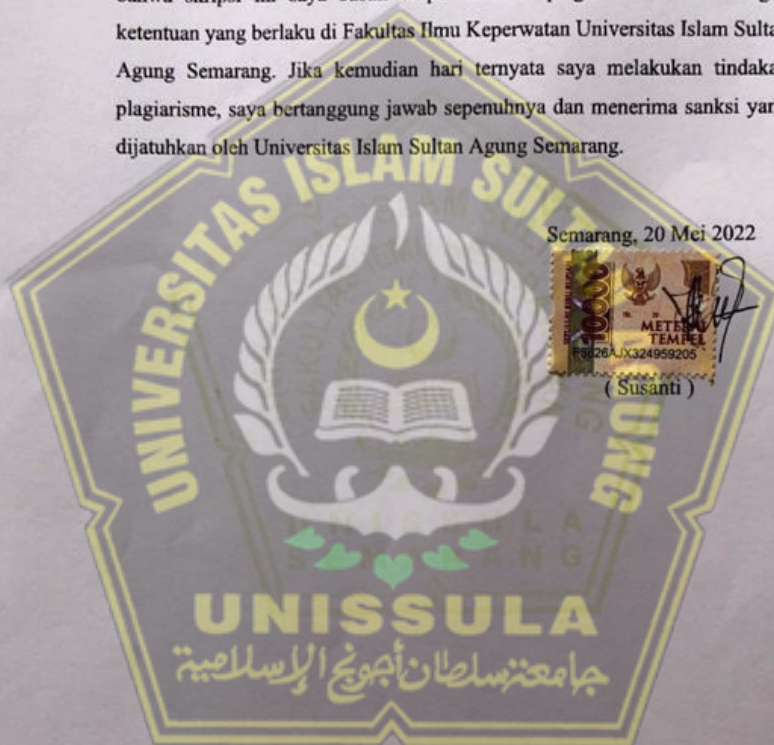 ketentuan yang berlaku di Fakultas Ilmu Keperwatan Universitas Islam Sulta
Agung Semarang. Jika kemudian hari ternyata saya melakukan tindaka
plagiarisme, saya bertanggung jawab sepenuhnya dan menerima sanksi yan
dijatuhkan oleh Universitas Islam Sultan Agung Semarang.
Semarang, 20 Mei 2022
10000
METERAI
TEMPEL
AJX324959205
( Susanti )
UNIVERSITAS ISLAM SULTAN AGUNG
UNISSULA
جامعة سلطان أجونج الإسلامية